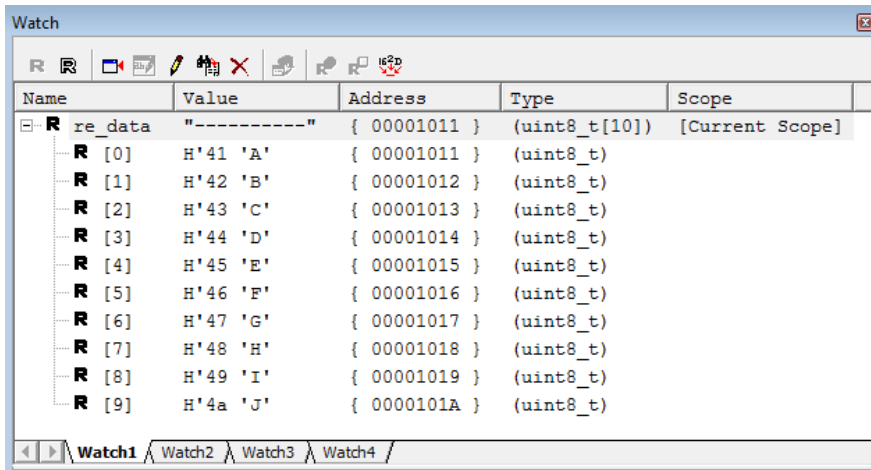 Watch
Name Value Address Type Scope
R re_data "----------" { 00001011 } (uint8_t[10]) [Current Scope]
R [0] H'41 'A' { 00001011 } (uint8_t)
R [1] H'42 'B' { 00001012 } (uint8_t)
R [2] H'43 'C' { 00001013 } (uint8_t)
R [3] H'44 'D' { 00001014 } (uint8_t)
R [4] H'45 'E' { 00001015 } (uint8_t)
R [5] H'46 'F' { 00001016 } (uint8_t)
R [6] H'47 'G' { 00001017 } (uint8_t)
R [7] H'48 'H' { 00001018 } (uint8_t)
R [8] H'49 'I' { 00001019 } (uint8_t)
R [9] H'4a 'J' { 0000101A } (uint8_t)
Watch1 Watch2 Watch3 Watch4